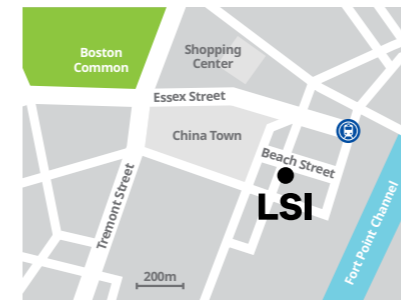 Boston
Common
Shopping
Center
Essex Street
China Town
Beach Street
LSI
Tremont Street
Fort Point Channel
200m